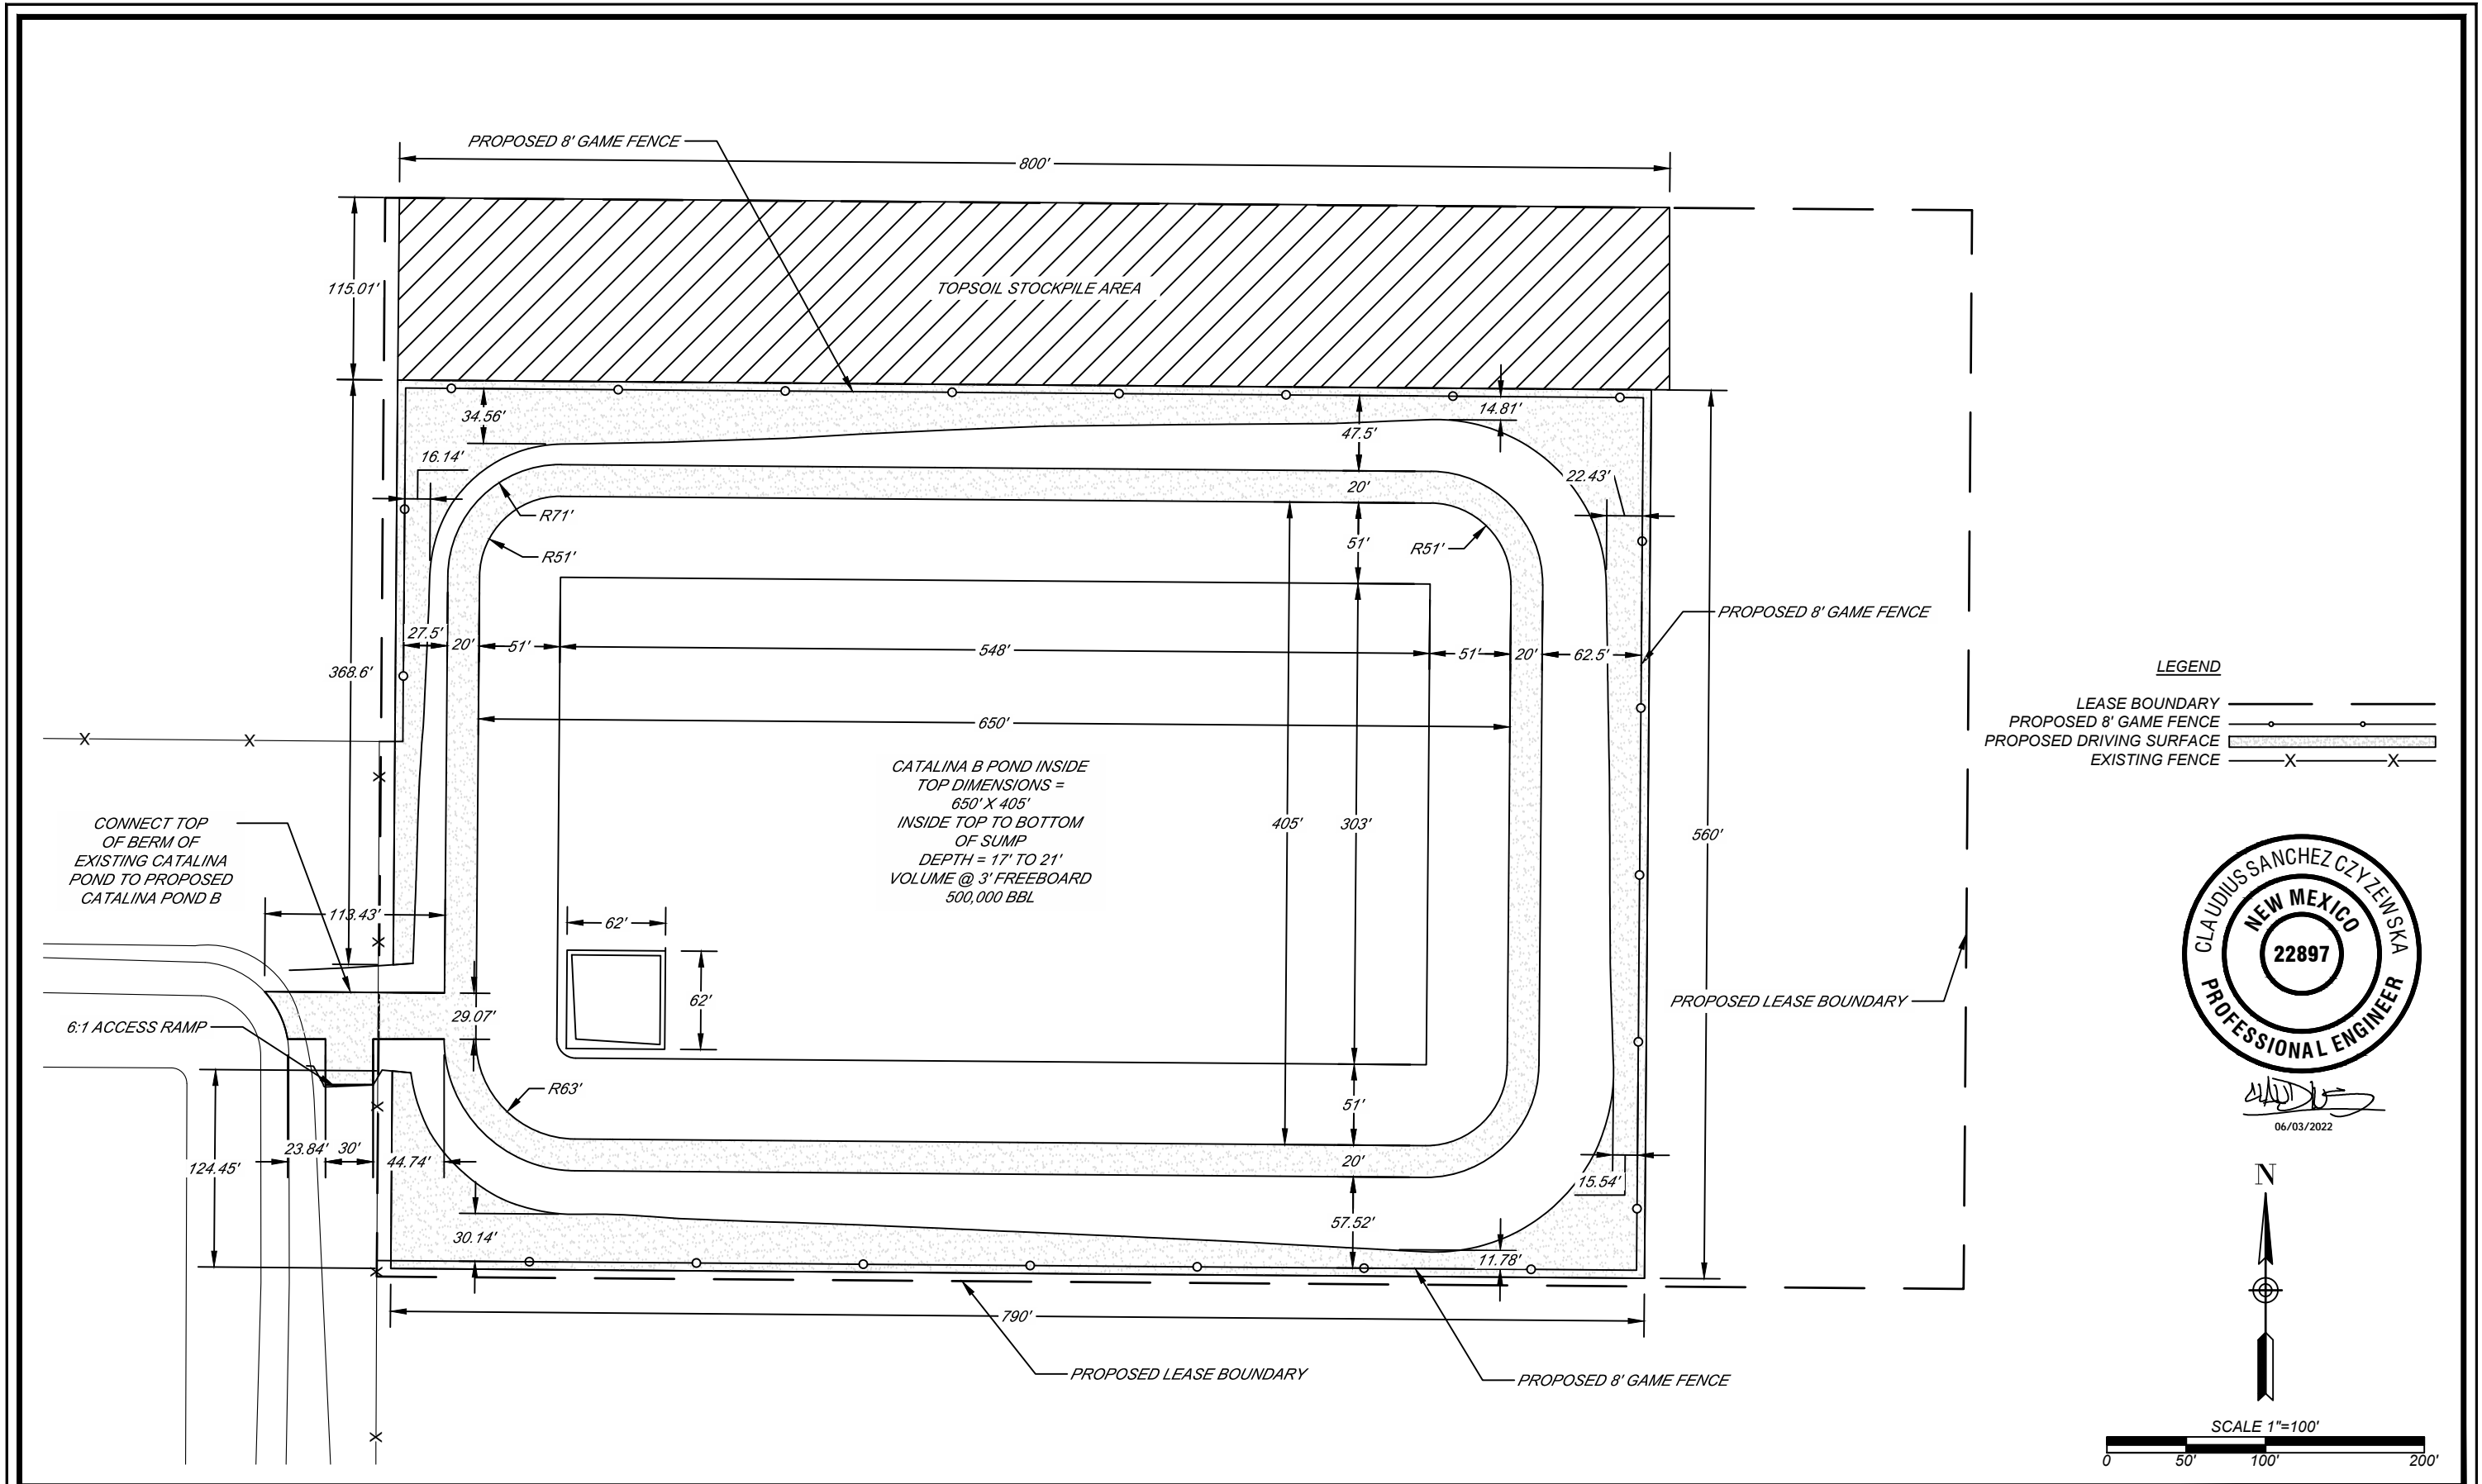 PROPOSED 8' GAME FENCE
800'
115.01'
TOPSOIL STOCKPILE AREA
34.56'
14.81'
47.5'
16.14'
22.43'
20'
R71'
R51'
51'
R51'
PROPOSED 8' GAME FENCE
27.5'
20'
51'
548'
51'
20'
62.5'
368.6'
650'
LEGEND
LEASE BOUNDARY
PROPOSED 8' GAME FENCE
PROPOSED DRIVING SURFACE
EXISTING FENCE
X
X
X
X
CATALINA B POND INSIDE
TOP DIMENSIONS =
650' X 405'
INSIDE TOP TO BOTTOM
OF SUMP
DEPTH = 17' TO 21'
VOLUME @ 3' FREEBOARD
500,000 BBL
405'
303'
560'
CONNECT TOP
OF BERM OF
EXISTING CATALINA
POND TO PROPOSED
CATALINA POND B
113.43'
62'
62'
CLAUDIUS SANCHEZ CZYZEWSKA
NEW MEXICO
22897
PROFESSIONAL ENGINEER
06/03/2022
PROPOSED LEASE BOUNDARY
29.07'
6:1 ACCESS RAMP
R63'
51'
23.84'
30'
44.74'
124.45'
20'
15.54'
57.52'
30.14'
11.78'
790'
PROPOSED LEASE BOUNDARY
PROPOSED 8' GAME FENCE
N
SCALE 1"=100'
0
50'
100'
200'